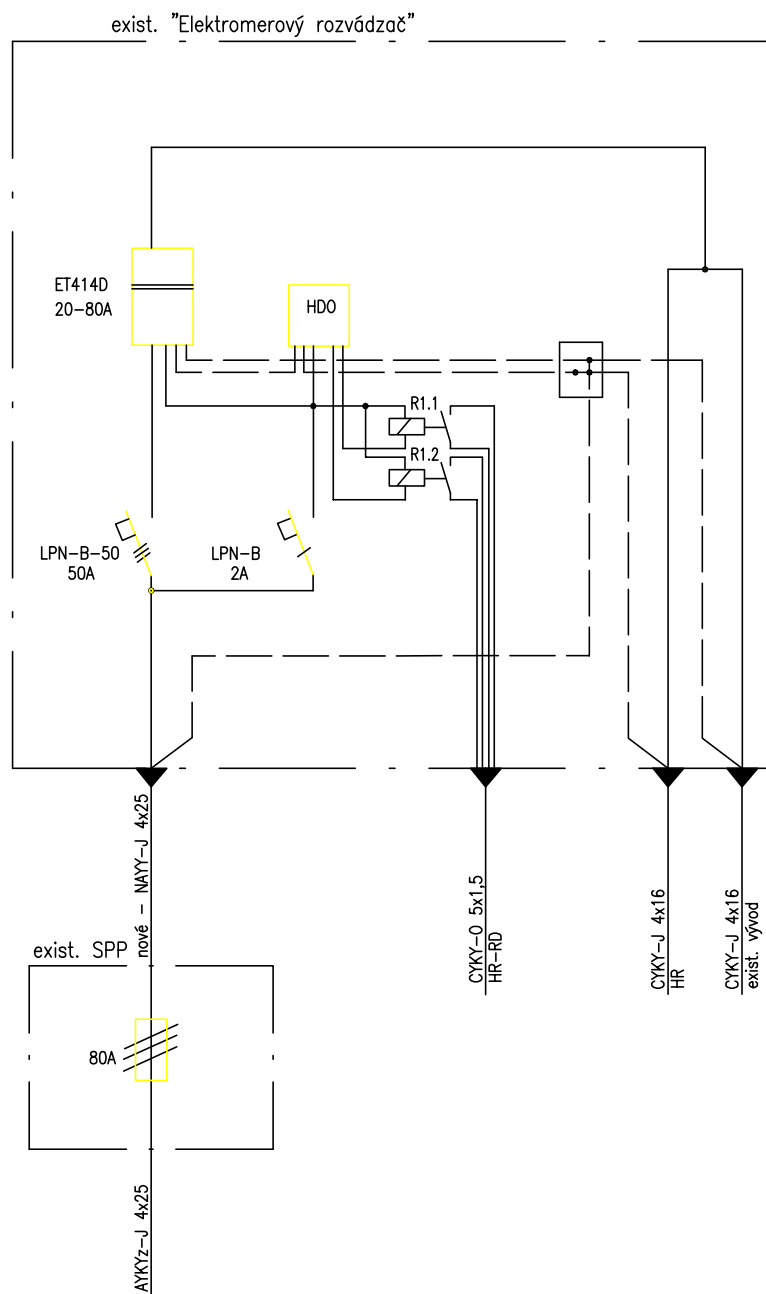 exist. "Elektromerový rozvádzač"
ET414D
20-80A
HDO
R1.1
R1.2
LPN-B-50
50A
LPN-B
2A
nové - NAYY-J 4x25
CYKY-O 5x1,5
HR-RD
CYKY-J 4x16
HR
CYKY-J 4x16
exist. vývod
exist. SPP
80A
AYKYz-J 4x25